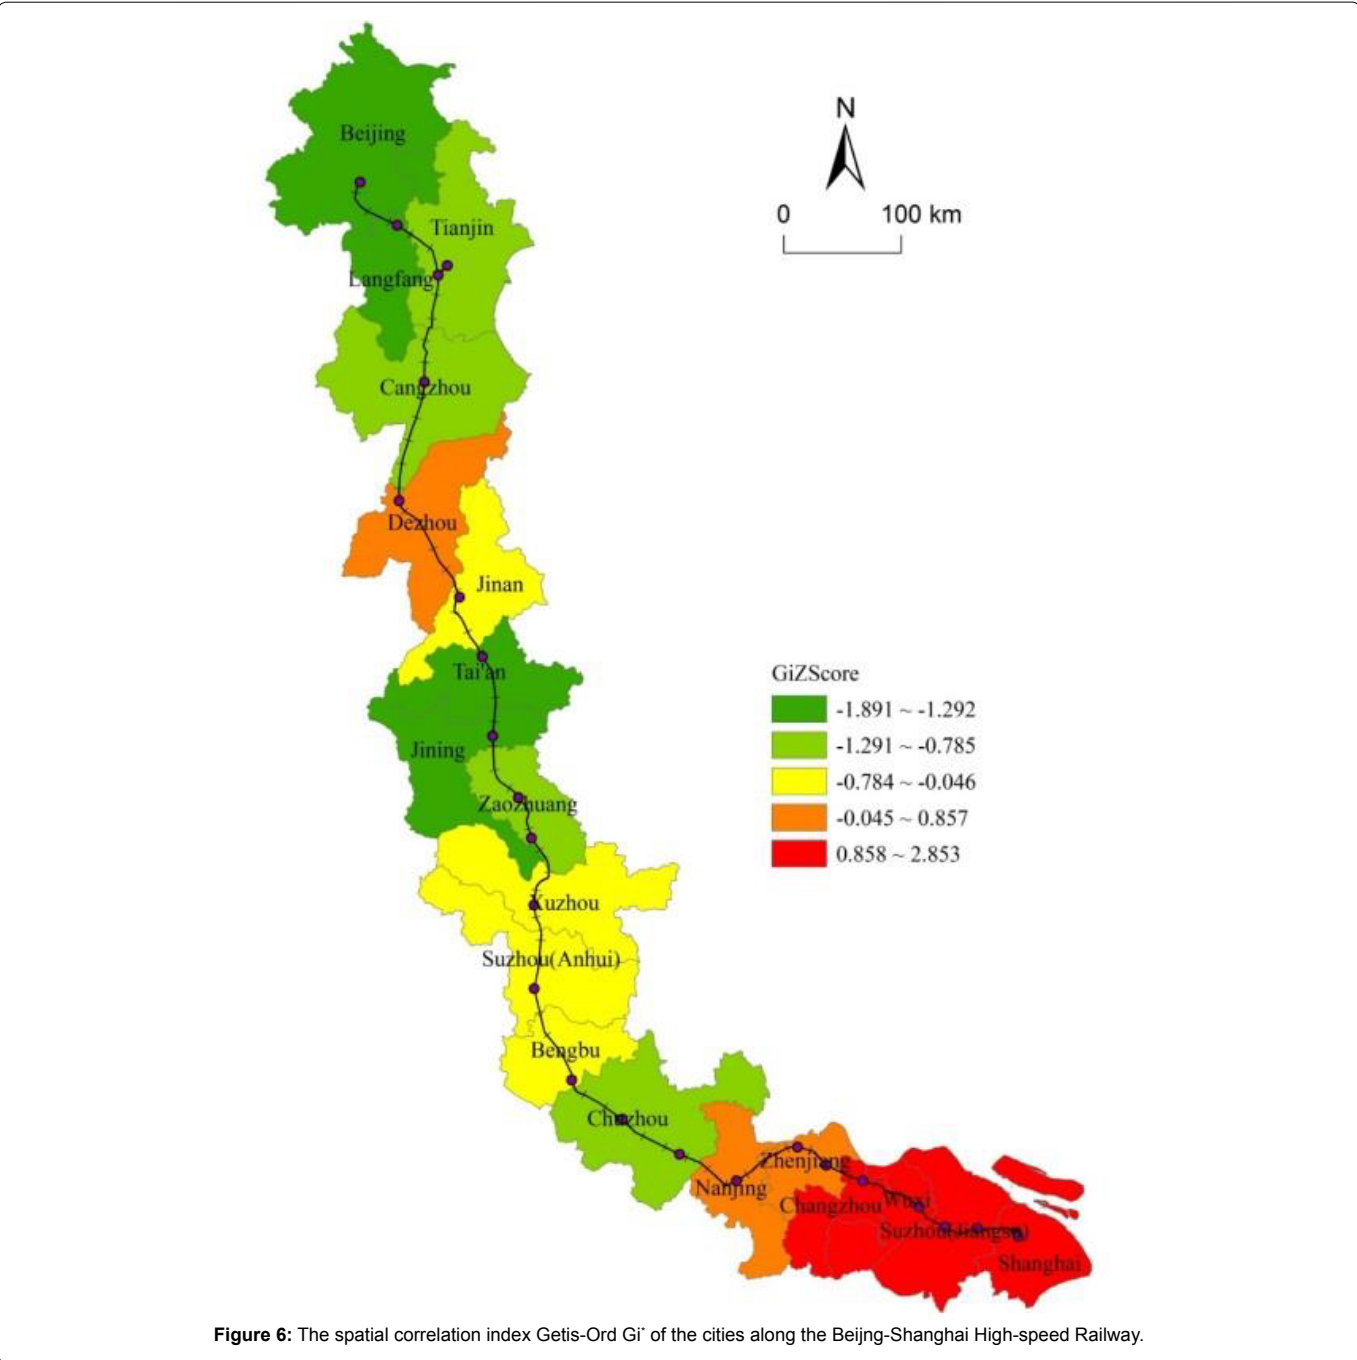 Beijing
N
0 100 km
Tianjin
Langfang
Cangzhou
Dezhou
Jinan
Tai'an
GiZScore
-1.891 ~ -1.292
-1.291 ~ -0.785
-0.784 ~ -0.046
-0.045 ~ 0.857
0.858 ~ 2.853
Jining
Zaozhuang
Xuzhou
Suzhou(Anhui)
Bengbu
Chuzhou
Zhenjiang
Nanjing
Changzhou
Wuxi
Suzhou(Jiangsu)
Shanghai
Figure 6: The spatial correlation index Getis-Ord Gi* of the cities along the Beijng-Shanghai High-speed Railway.